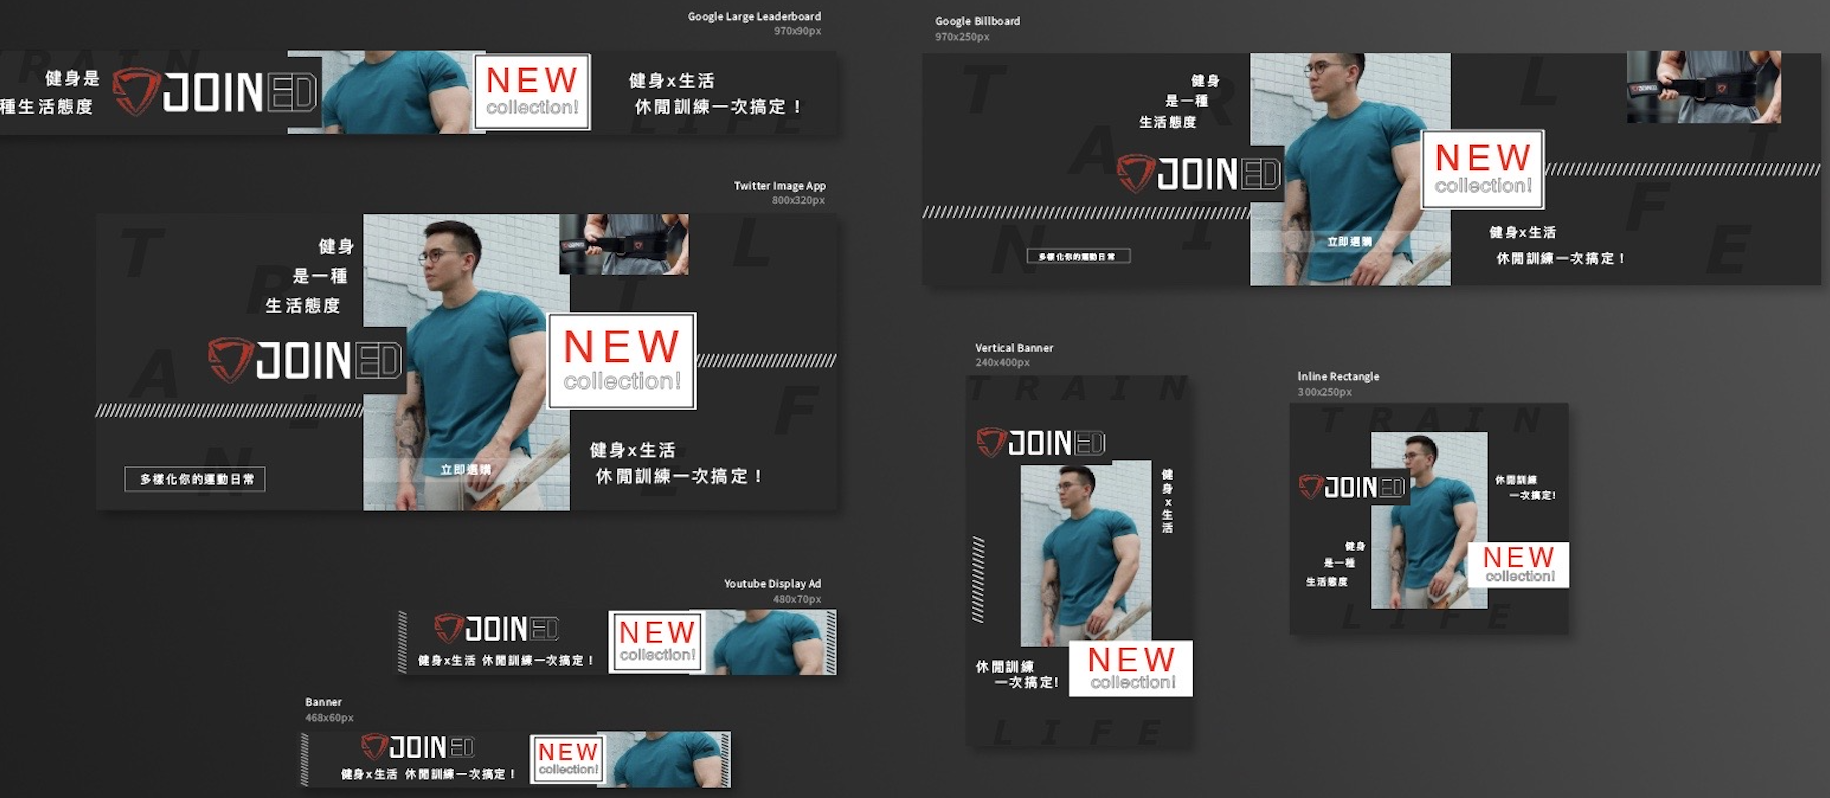 Google Large Leaderboard
970x90px
TRAIN
健身是
種生活態度
JOINED
NEW
collection!
健身x生活
休閒訓練一次搞定！
LIFE
Twitter Image App
800x320px
TRAIN
健身
是一種
生活態度
JOINED
多樣化你的運動日常
立即選購
NEW
collection!
健身x生活
休閒訓練一次搞定！
LIFE
Youtube Display Ad
480x70px
JOINED
健身x生活 休閒訓練一次搞定！
NEW
collection!
Banner
468x60px
JOINED
健身x生活 休閒訓練一次搞定！
NEW
collection!
Google Billboard
970x250px
TRAIN
健身
是一種
生活態度
JOINED
多樣化你的運動日常
立即選購
NEW
collection!
健身x生活
休閒訓練一次搞定！
LIFE
Vertical Banner
240x400px
TRAIN
JOINED
健身x生活
休閒訓練
一次搞定!
NEW
collection!
LIFE
Inline Rectangle
300x250px
TRAIN
JOINED
休閒訓練
一次搞定!
健身
是一種
生活態度
NEW
collection!
LIFE